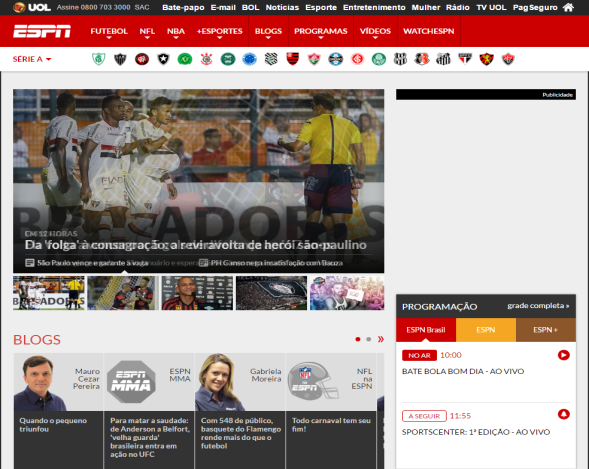 UOL Assine 0800 703 3000 SAC Bate-papo E-mail BOL Notícias Esporte Entretenimento Mulher Rádio TV UOL PagSeguro
ESPN FUTEBOL NFL NBA +ESPORTES BLOGS PROGRAMAS VÍDEOS WATCHESPN
SÉRIE A
Publicidade
EM 12 HORAS
Da 'folga' à consagração: a reviravolta de herói são-paulino
São Paulo vence e garante a vaga
PH Ganso nega insatisfação com Bauza
PROGRAMAÇÃO grade completa »
ESPN Brasil ESPN ESPN +
NO AR 10:00
BATE BOLA BOM DIA - AO VIVO
A SEGUIR 11:55
SPORTSCENTER: 1ª EDIÇÃO - AO VIVO
BLOGS »
Mauro
Cezar
Pereira
Quando o pequeno
triunfou
ESPN
MMA
ESPN
MMA
Para matar a saudade:
de Anderson a Belfort,
'velha guarda'
brasileira entra em
ação no UFC
Gabriela
Moreira
Com 548 de público,
basquete do Flamengo
rende mais do que o
futebol
NFL
na
ESPN
Todo carnaval tem seu
fim!